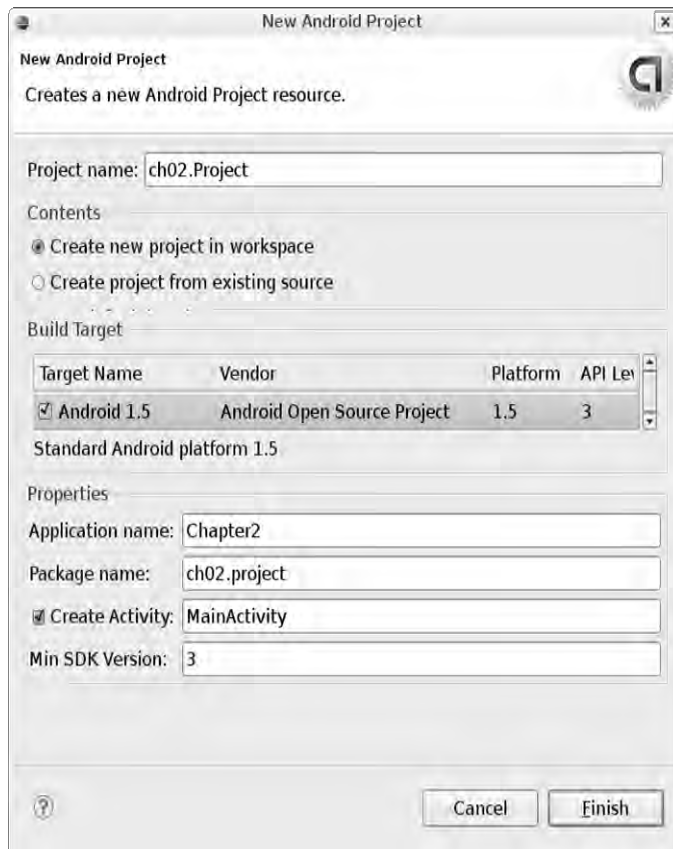 New Android Project
New Android Project
Creates a new Android Project resource.
Project name: ch02.Project
Contents
Create new project in workspace
Create project from existing source
Build Target
Target Name Vendor Platform API Lev
Android 1.5 Android Open Source Project 1.5 3
Standard Android platform 1.5
Properties
Application name: Chapter2
Package name: ch02.project
Create Activity: MainActivity
Min SDK Version: 3
? Cancel Finish